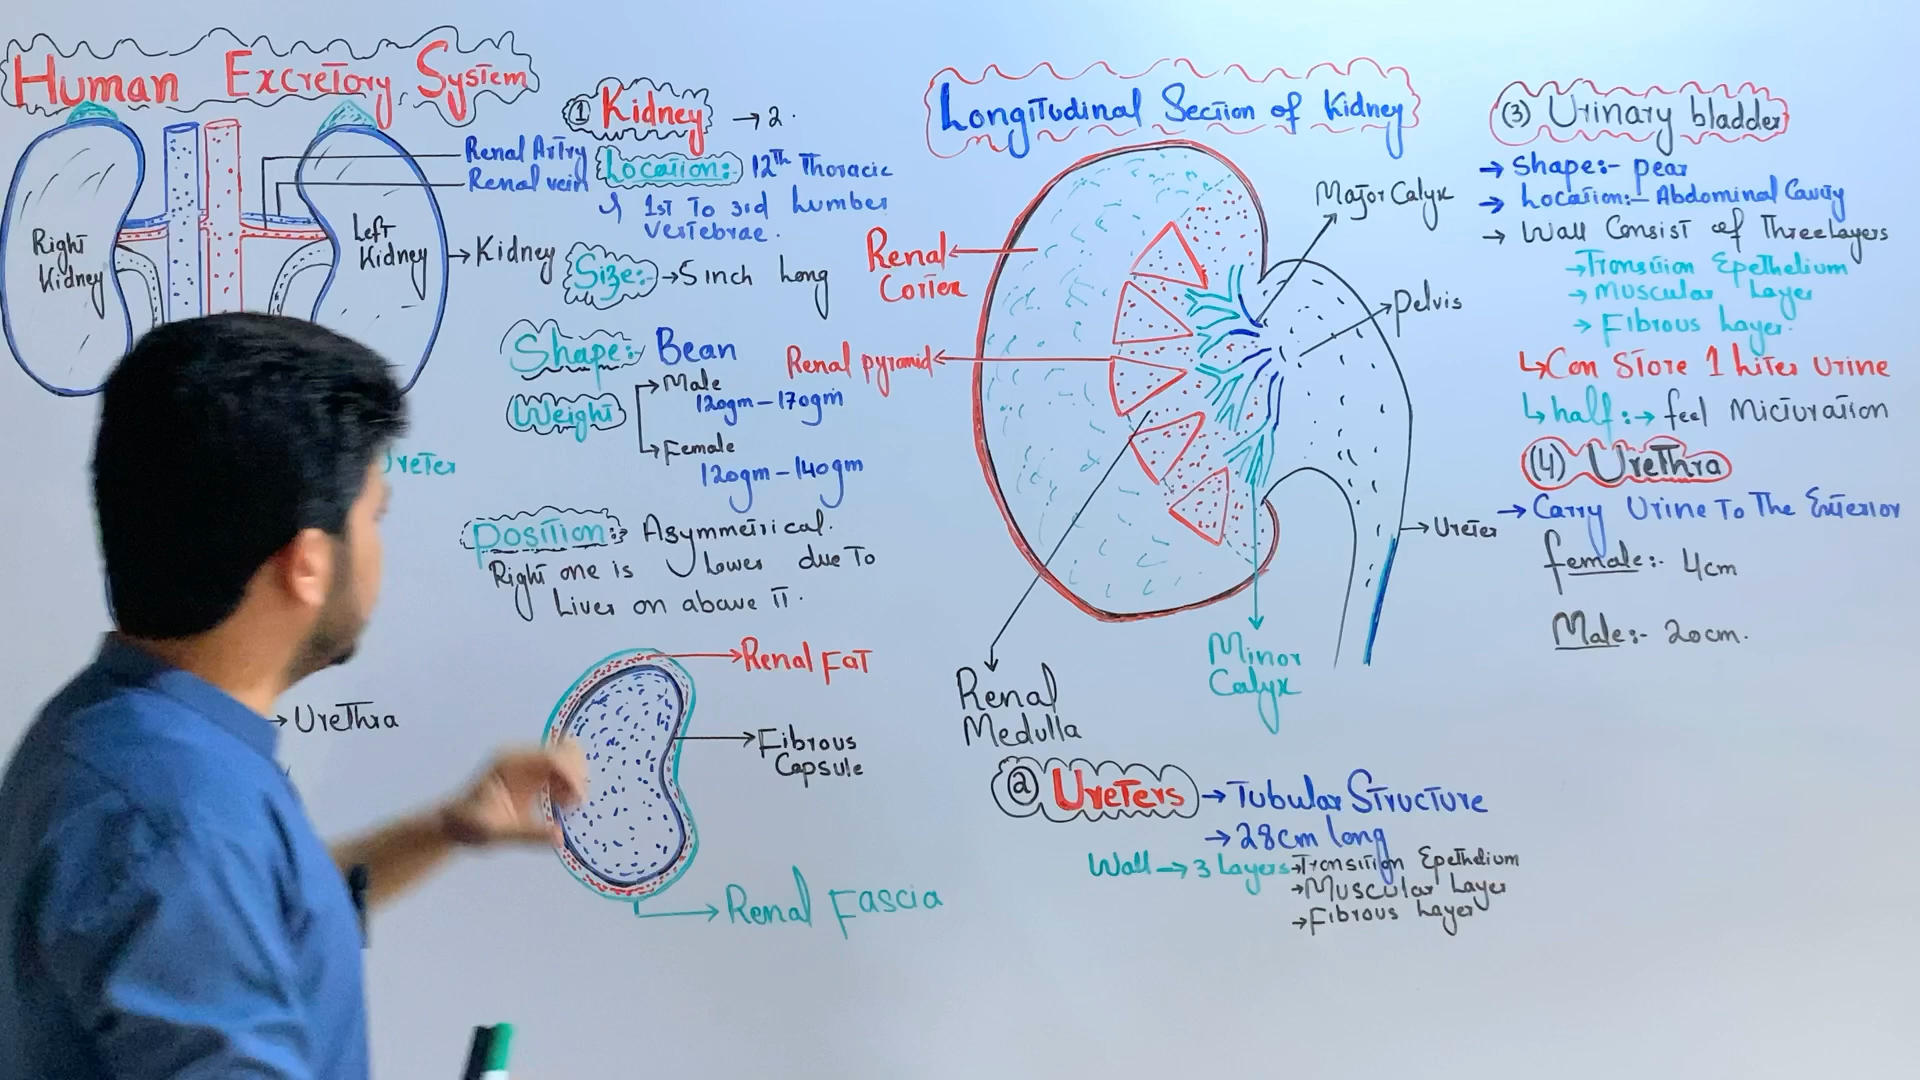 Human Excretory System
Right
Kidney
Left
Kidney
Renal Artry
Renal vein
Kidney
Ureter
Urethra
① Kidney → 2.
Location:- 12th Thoracic
1st To 3rd Lumber
vertebrae.
Size:- → 5 inch Long
Shape:- Bean
Weight
Male
120gm – 170gm
Female
120gm – 140gm
Position:- Asymmetrical.
Right one is Lower due To
Liver on above iT.
Renal FaT
Fibrous
Capsule
Renal Fascia
Longitudinal Section of Kidney
Renal
Cortex
Renal pyramid
Major Calyx
Pelvis
Ureter
Minor
Calyx
Renal
Medulla
② Ureters → Tubular Structure
→ 28cm long
Wall → 3 Layers → Transition Epethelium
→ Muscular Layer
→ Fibrous Layer
(3) Urinary bladder
→ Shape:- pear
→ Location:- Abdominal Cavity
→ Wall Consist of Three Layers
→ Transition Epethelium
→ Muscular Layer
→ Fibrous Layer.
↳ Can Store 1 Liter Urine
↳ half:→ feel Micturation
(4) Urethra
→ Carry Urine To The Exterior
female:- 4cm
Male:- 20cm.